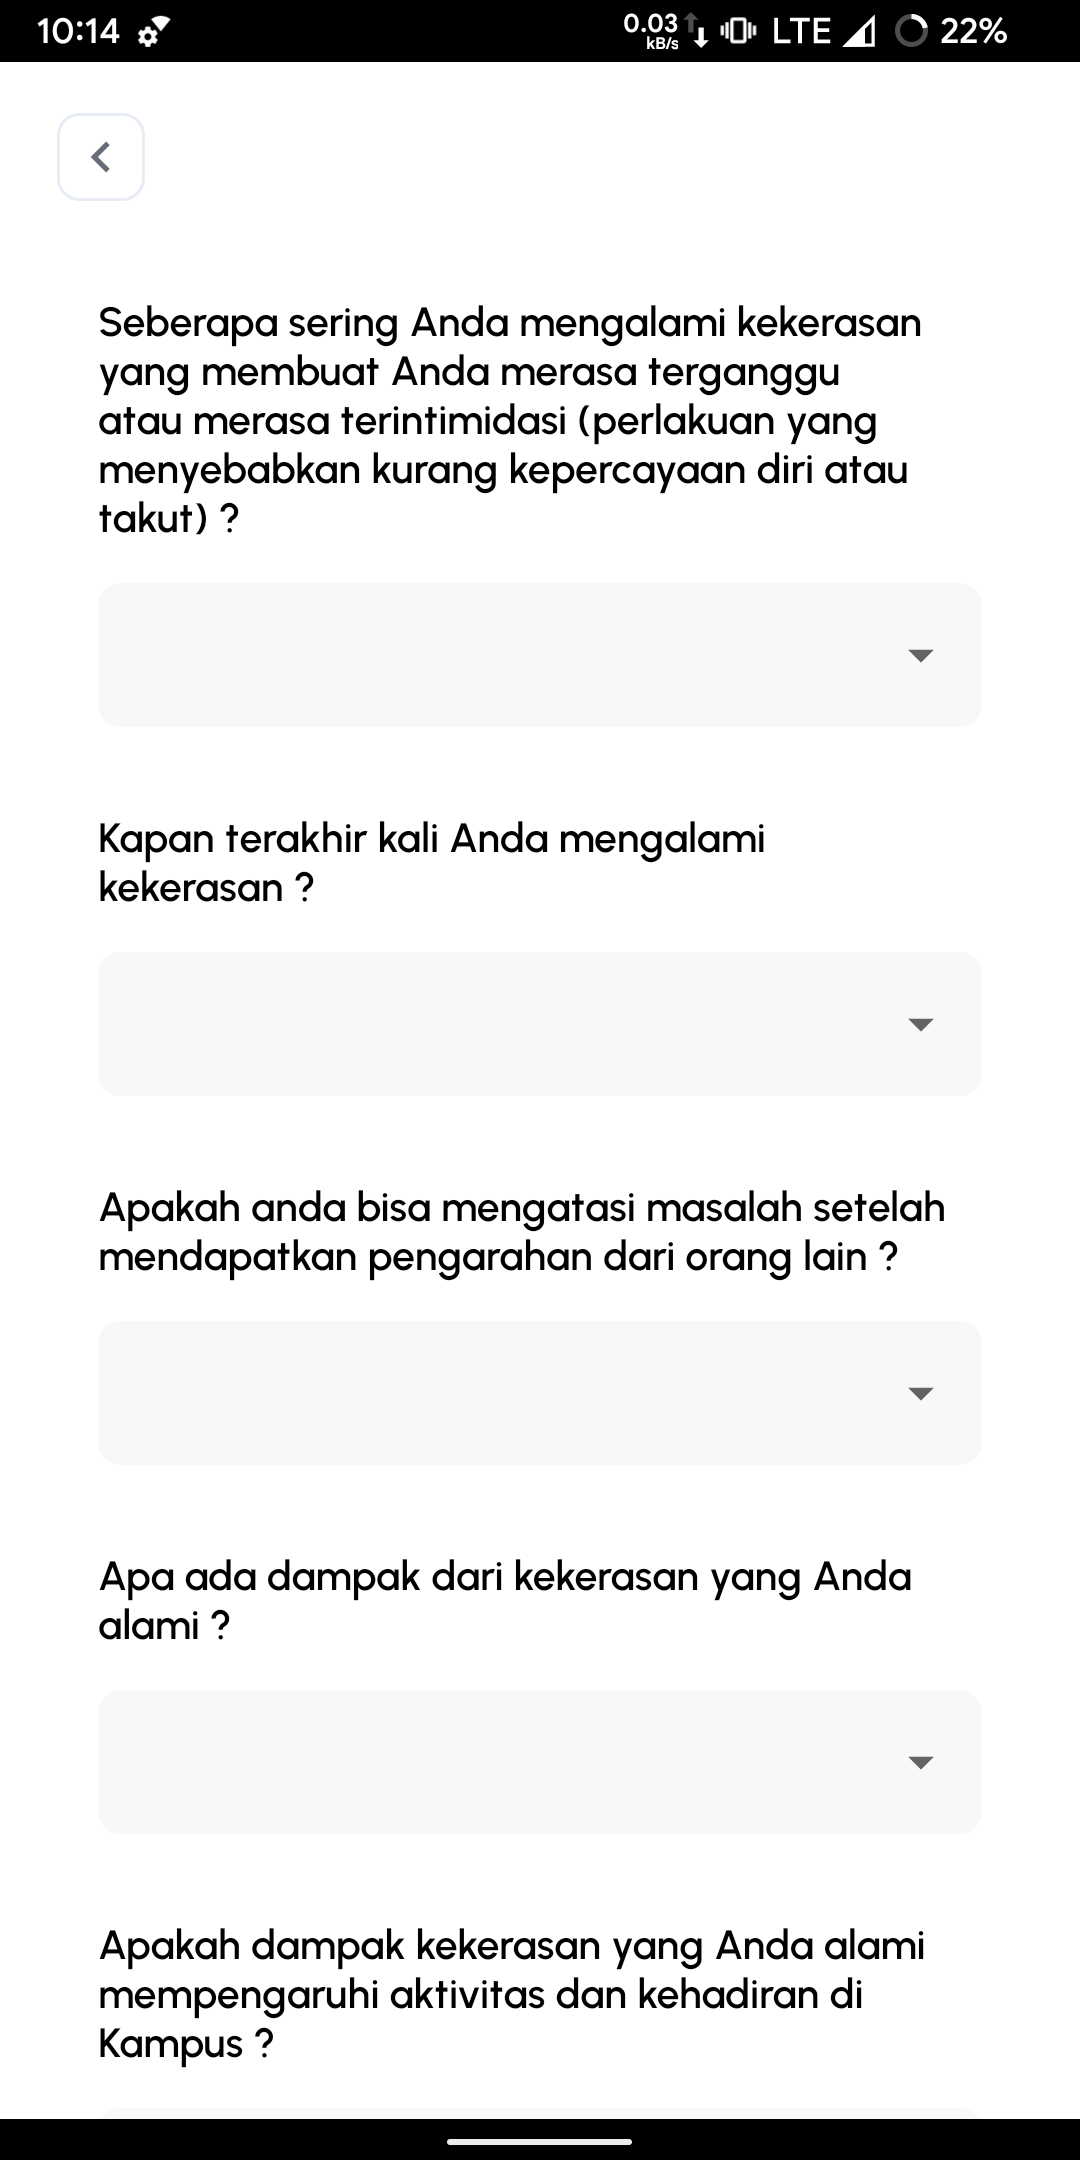 10:14
0.03
kB/s
LTE
22%
Seberapa sering Anda mengalami kekerasan
yang membuat Anda merasa terganggu
atau merasa terintimidasi (perlakuan yang
menyebabkan kurang kepercayaan diri atau
takut) ?
Kapan terakhir kali Anda mengalami
kekerasan ?
Apakah anda bisa mengatasi masalah setelah
mendapatkan pengarahan dari orang lain ?
Apa ada dampak dari kekerasan yang Anda
alami ?
Apakah dampak kekerasan yang Anda alami
mempengaruhi aktivitas dan kehadiran di
Kampus ?